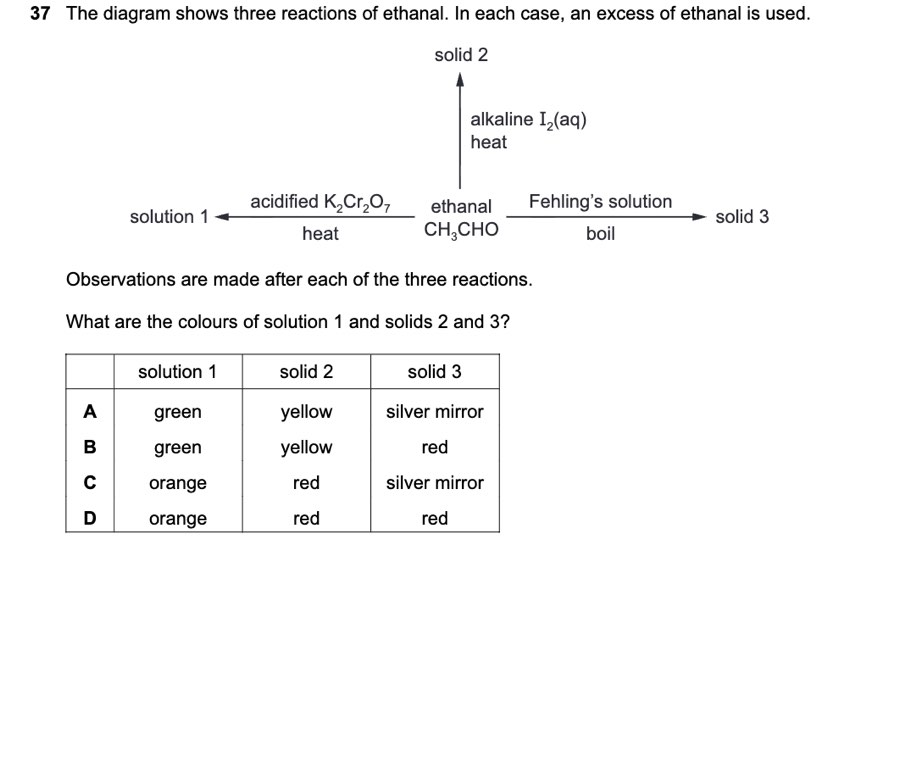 37 The diagram shows three reactions of ethanal. In each case, an excess of ethanal is used.
solid 2
alkaline I₂(aq)
heat
solution 1
acidified K₂Cr₂O₇
heat
ethanal
CH₃CHO
Fehling's solution
boil
solid 3
Observations are made after each of the three reactions.
What are the colours of solution 1 and solids 2 and 3?
solution 1 solid 2 solid 3
A green yellow silver mirror
B green yellow red
C orange red silver mirror
D orange red red